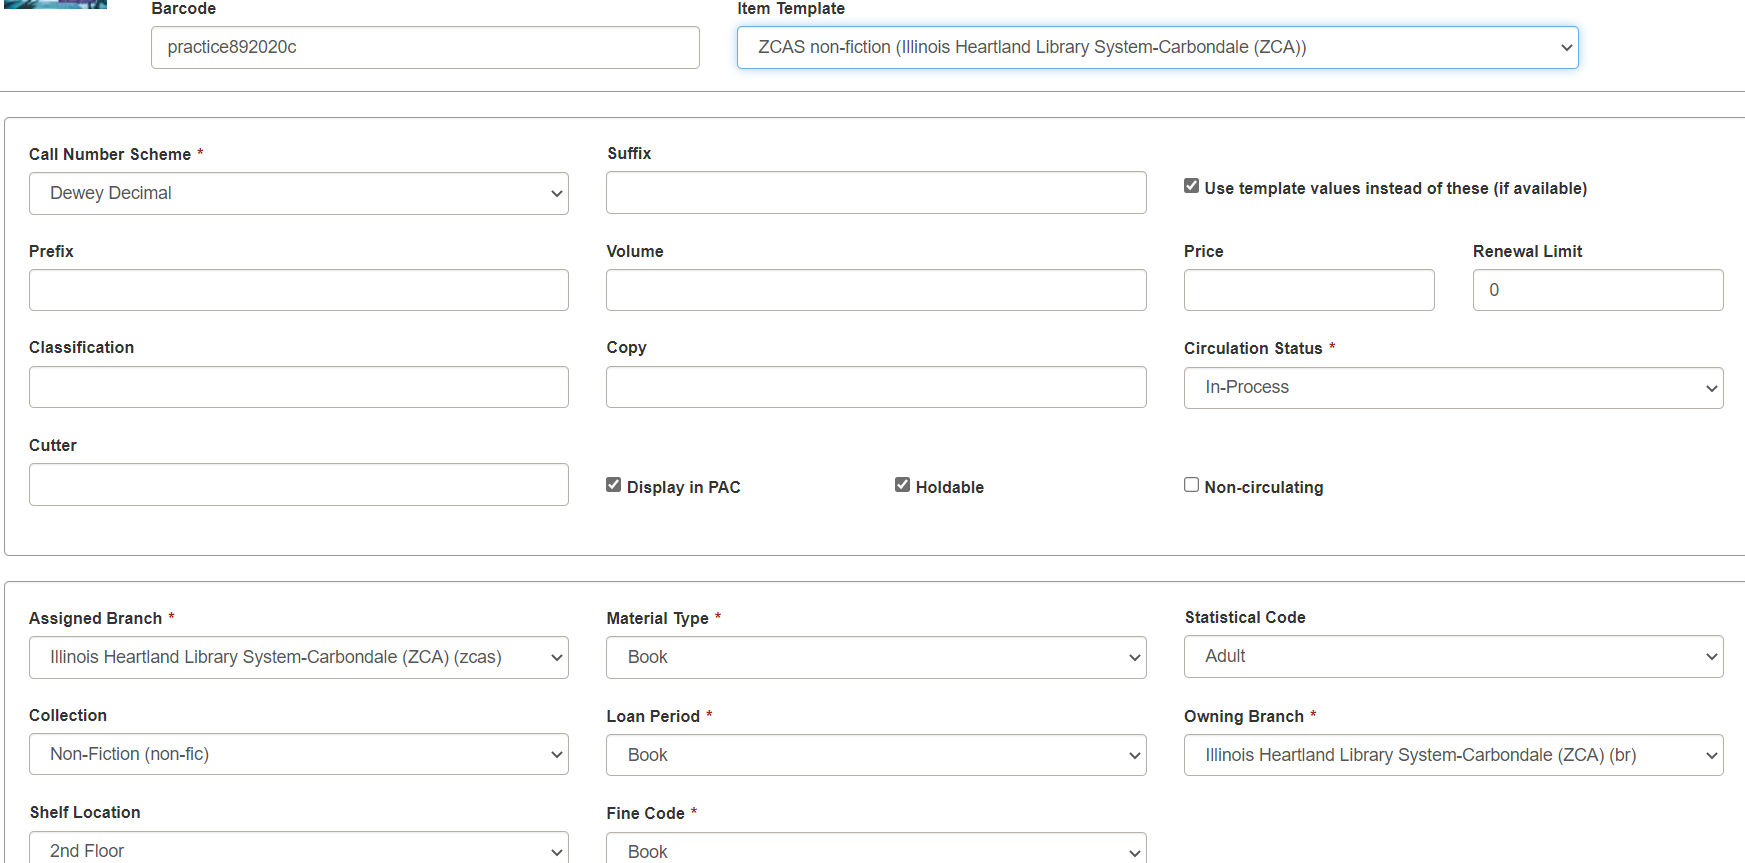 Barcode
Item Template
practice892020c
ZCAS non-fiction (Illinois Heartland Library System-Carbondale (ZCA))
Call Number Scheme *
Suffix
Dewey Decimal
Use template values instead of these (if available)
Prefix
Volume
Price
Renewal Limit
0
Classification
Copy
Circulation Status *
In-Process
Cutter
Display in PAC
Holdable
Non-circulating
Assigned Branch *
Material Type *
Statistical Code
Illinois Heartland Library System-Carbondale (ZCA) (zcas)
Book
Adult
Collection
Loan Period *
Owning Branch *
Non-Fiction (non-fic)
Book
Illinois Heartland Library System-Carbondale (ZCA) (br)
Shelf Location
Fine Code *
2nd Floor
Book